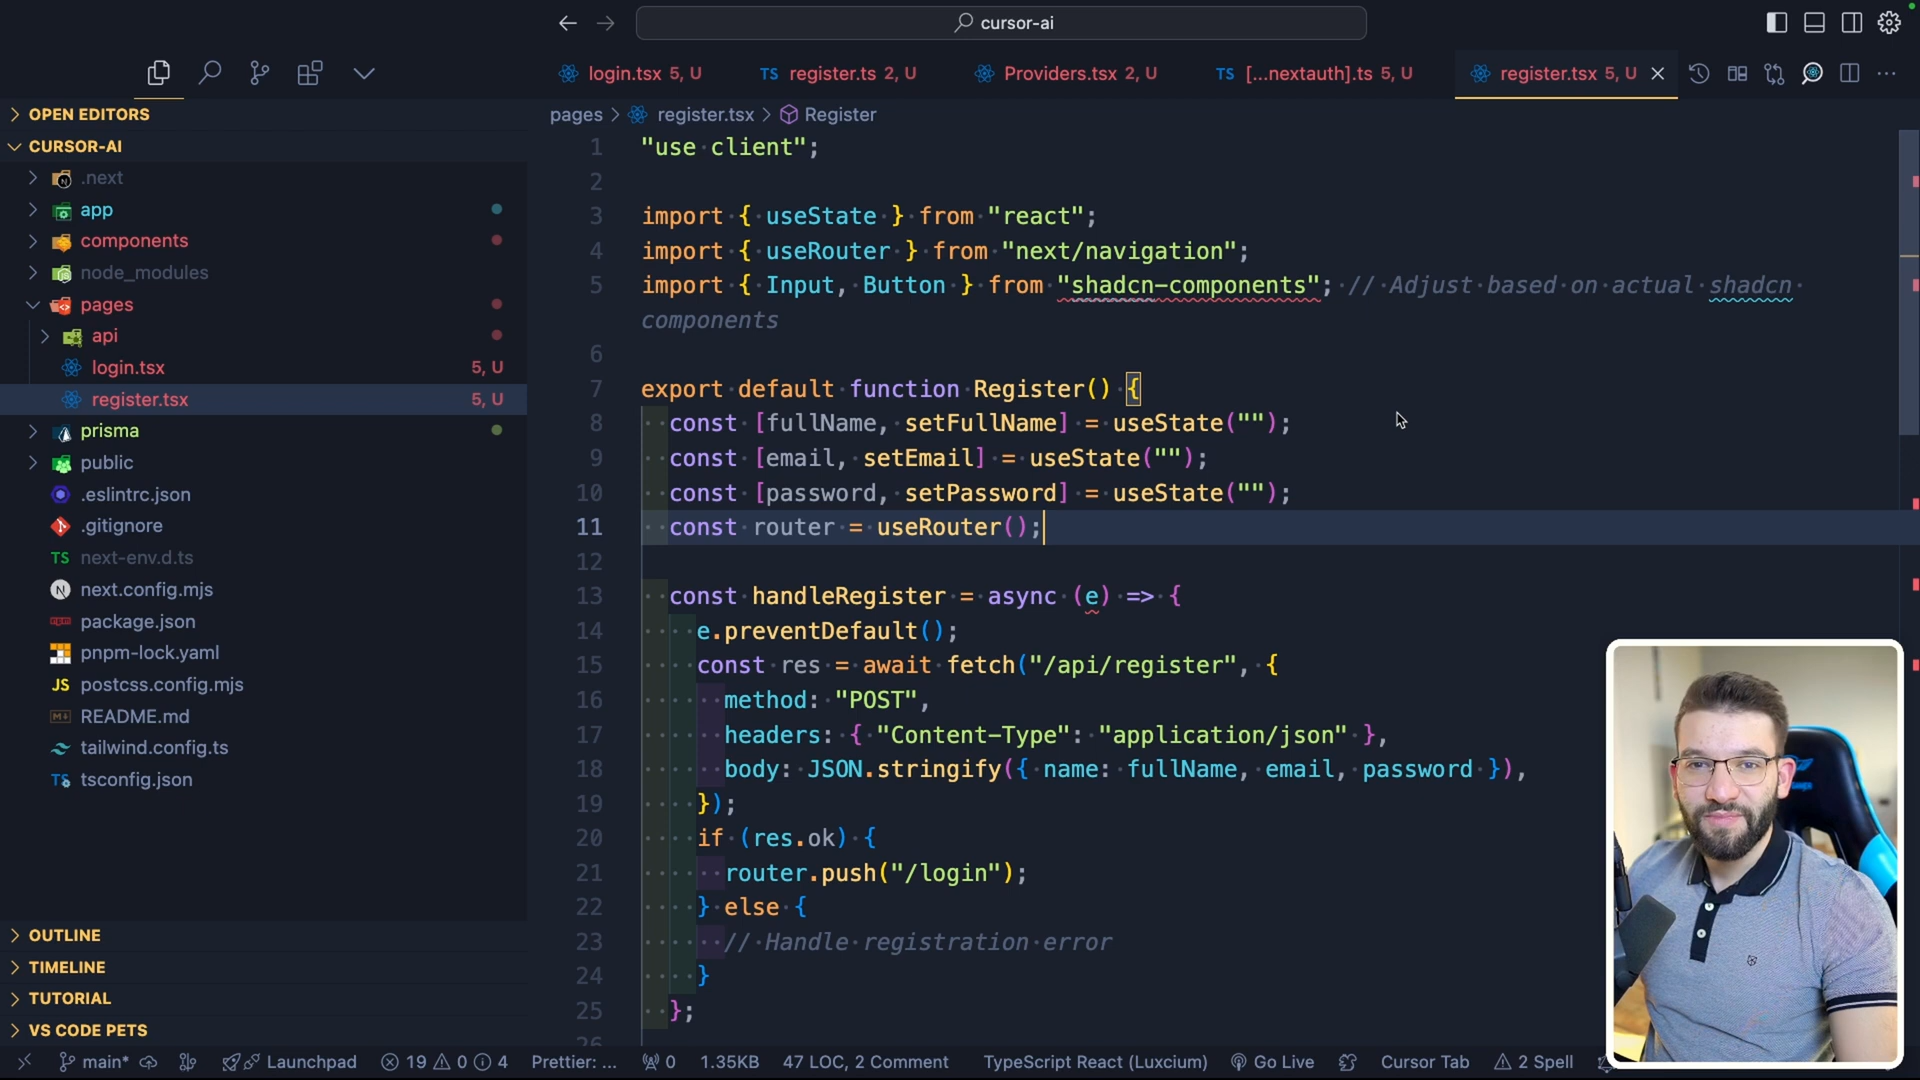 cursor-ai
login.tsx 5, U
TS register.ts 2, U
Providers.tsx 2, U
TS [...nextauth].ts 5, U
register.tsx 5, U
OPEN EDITORS
CURSOR-AI
.next
app
components
node_modules
pages
api
login.tsx 5, U
register.tsx 5, U
prisma
public
.eslintrc.json
.gitignore
TS next-env.d.ts
N next.config.mjs
package.json
pnpm-lock.yaml
JS postcss.config.mjs
README.md
tailwind.config.ts
TS tsconfig.json
OUTLINE
TIMELINE
TUTORIAL
VS CODE PETS
pages > register.tsx > Register
1 "use client";
2
3 import { useState } from "react";
4 import { useRouter } from "next/navigation";
5 import { Input, Button } from "shadcn-components"; // Adjust based on actual shadcn
components
6
7 export default function Register() {
8 const [fullName, setFullName] = useState("");
9 const [email, setEmail] = useState("");
10 const [password, setPassword] = useState("");
11 const router = useRouter();
12
13 const handleRegister = async (e) => {
14 e.preventDefault();
15 const res = await fetch("/api/register", {
16 method: "POST",
17 headers: { "Content-Type": "application/json" },
18 body: JSON.stringify({ name: fullName, email, password }),
19 });
20 if (res.ok) {
21 router.push("/login");
22 } else {
23 // Handle registration error
24 }
25 };
26
main* Launchpad 19 0 4 Prettier: ... 0 1.35KB 47 LOC, 2 Comment TypeScript React (Luxcium) Go Live Cursor Tab 2 Spell